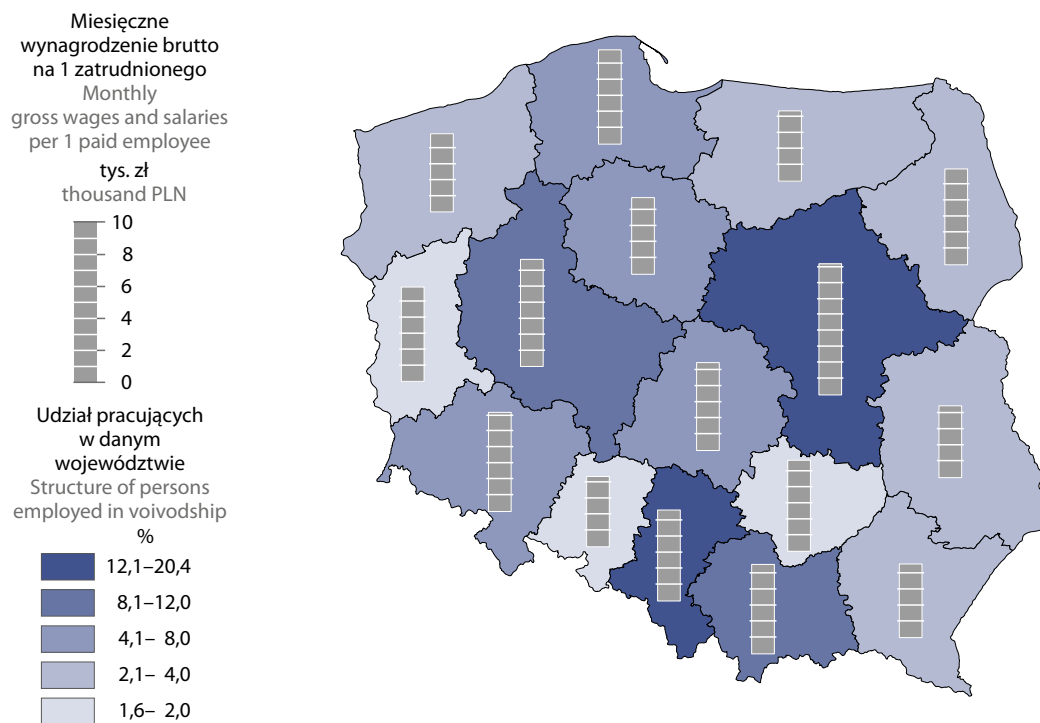 Miesięczne
wynagrodzenie brutto
na 1 zatrudnionego
Monthly
gross wages and salaries
per 1 paid employee
tys. zł
thousand PLN
10
8
6
4
2
0
Udział pracujących
w danym
województwie
Structure of persons
employed in voivodship
%
12,1–20,4
8,1–12,0
4,1– 8,0
2,1– 4,0
1,6– 2,0